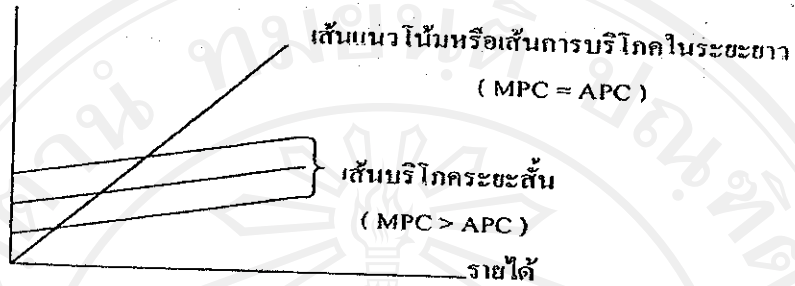 เส้นแนวโน้มหรือเส้นการบริโภคในระยะยาว
( MPC = APC )
เส้นบริโภคระยะสั้น
( MPC > APC )
รายได้